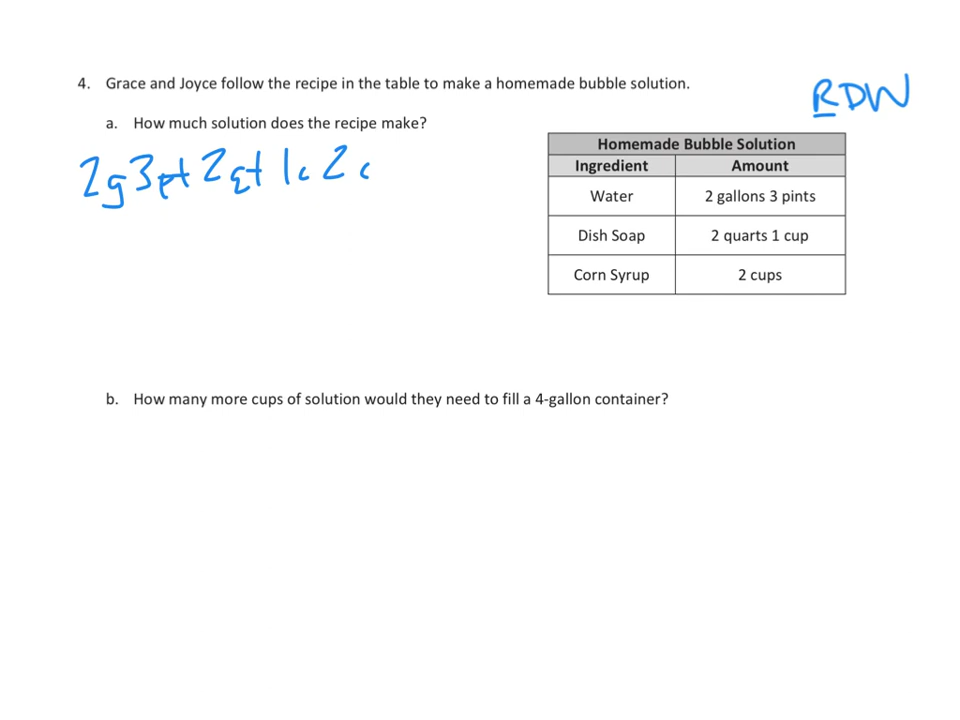 4. Grace and Joyce follow the recipe in the table to make a homemade bubble solution.
RDW
a. How much solution does the recipe make?
2g 3pt 2qt 1c 2c
Homemade Bubble Solution
Ingredient Amount
Water 2 gallons 3 pints
Dish Soap 2 quarts 1 cup
Corn Syrup 2 cups
b. How many more cups of solution would they need to fill a 4-gallon container?